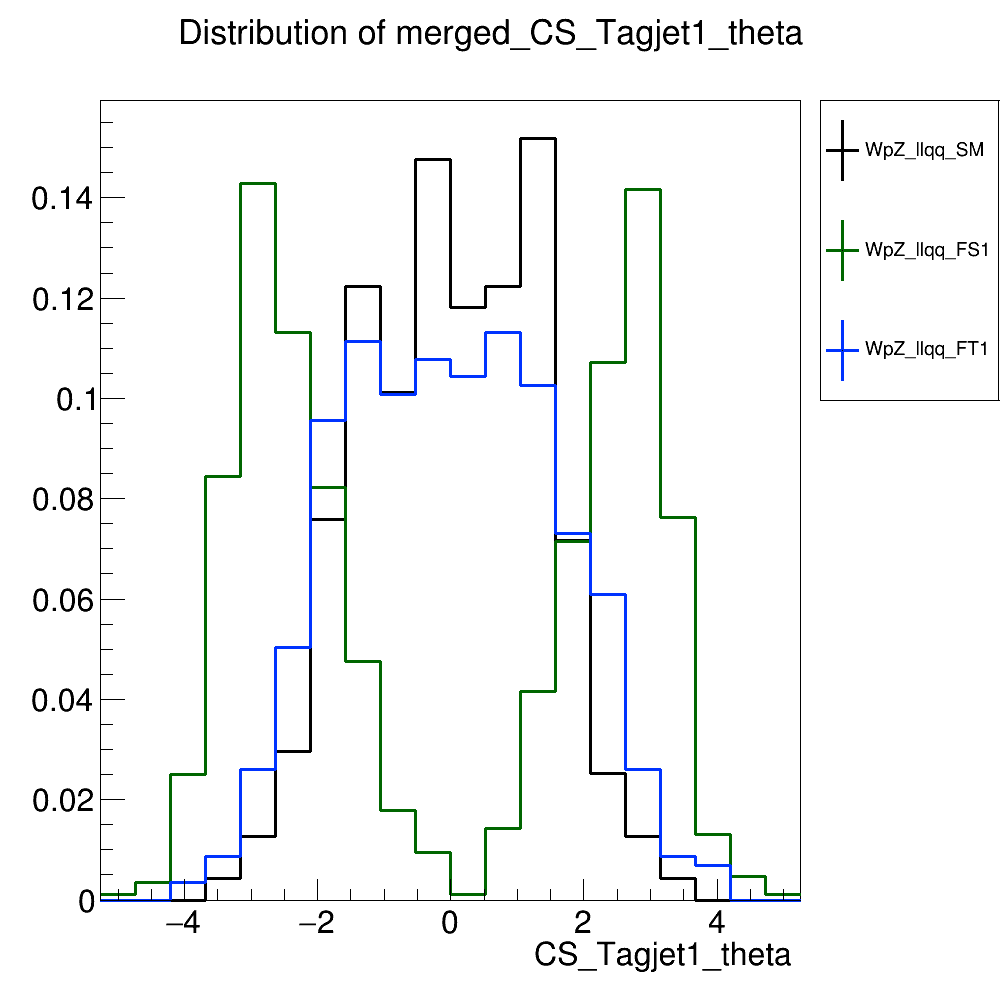 Distribution of merged_CS_Tagjet1_theta
WpZ_llqq_SM
WpZ_llqq_FS1
WpZ_llqq_FT1
0.14
0.12
0.1
0.08
0.06
0.04
0.02
0
−4 −2 0 2 4
CS_Tagjet1_theta